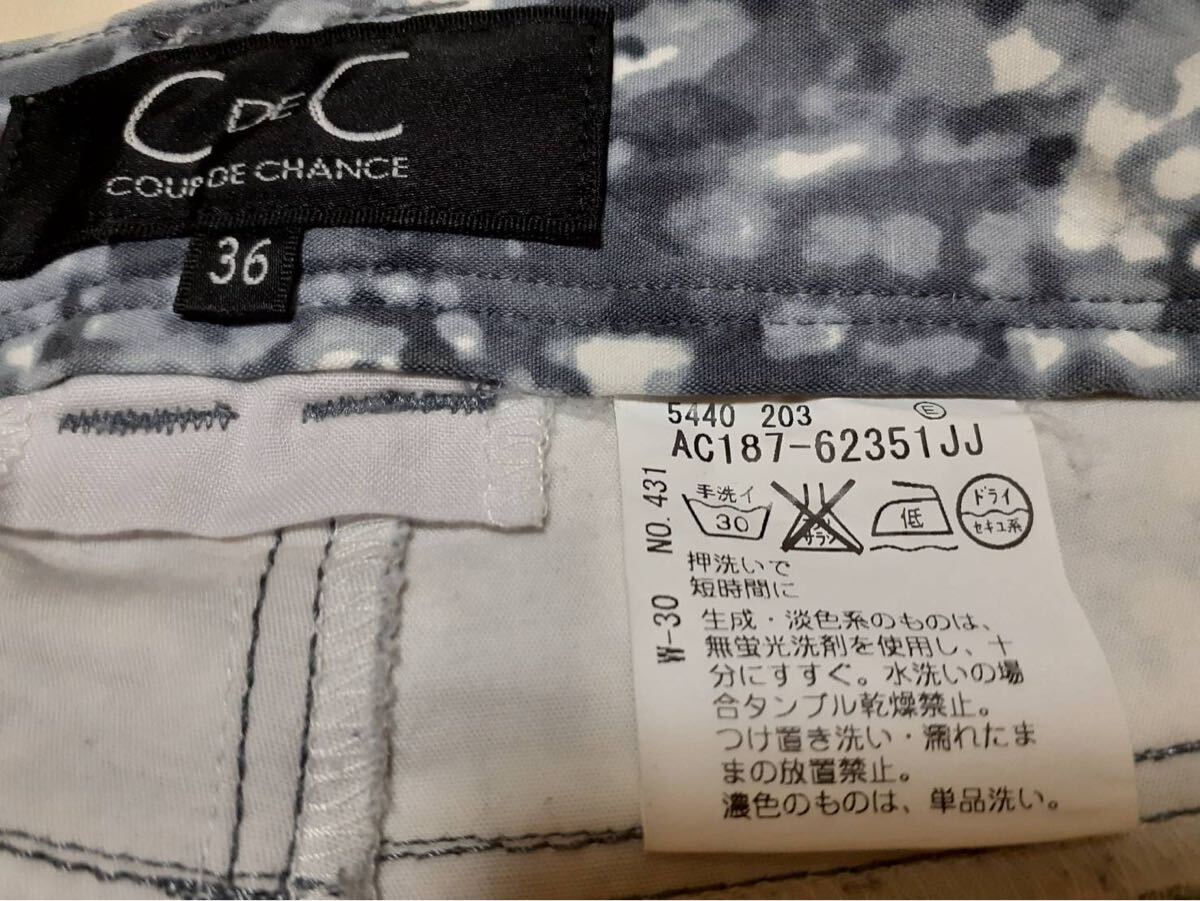 C DE C
COUP DE CHANCE
36
5440 203 E
AC187-62351JJ
NO. 431
W-30
手洗イ
30
サラシ
低
ドライ
セキユ系
押洗いで
短時間に
生成・淡色系のものは、
無蛍光洗剤を使用し、十
分にすすぐ。水洗いの場
合タンブル乾燥禁止。
つけ置き洗い・濡れたま
まの放置禁止。
濃色のものは、単品洗い。